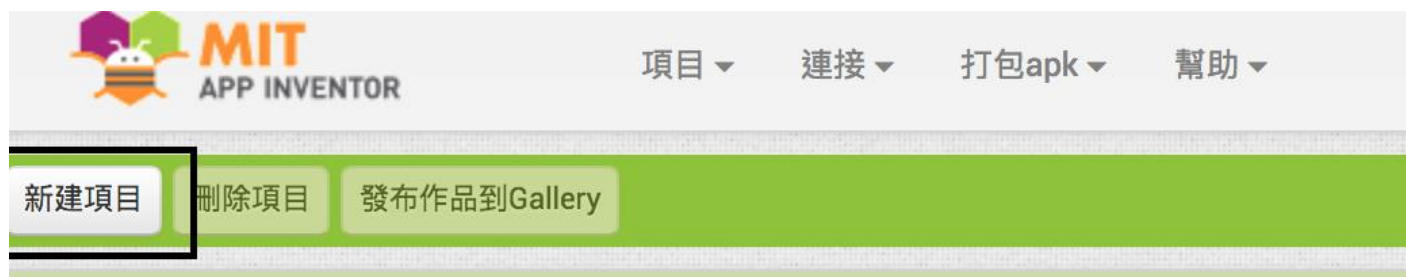 MIT
APP INVENTOR
項目 連接 打包apk 幫助
新建項目 刪除項目 發布作品到Gallery